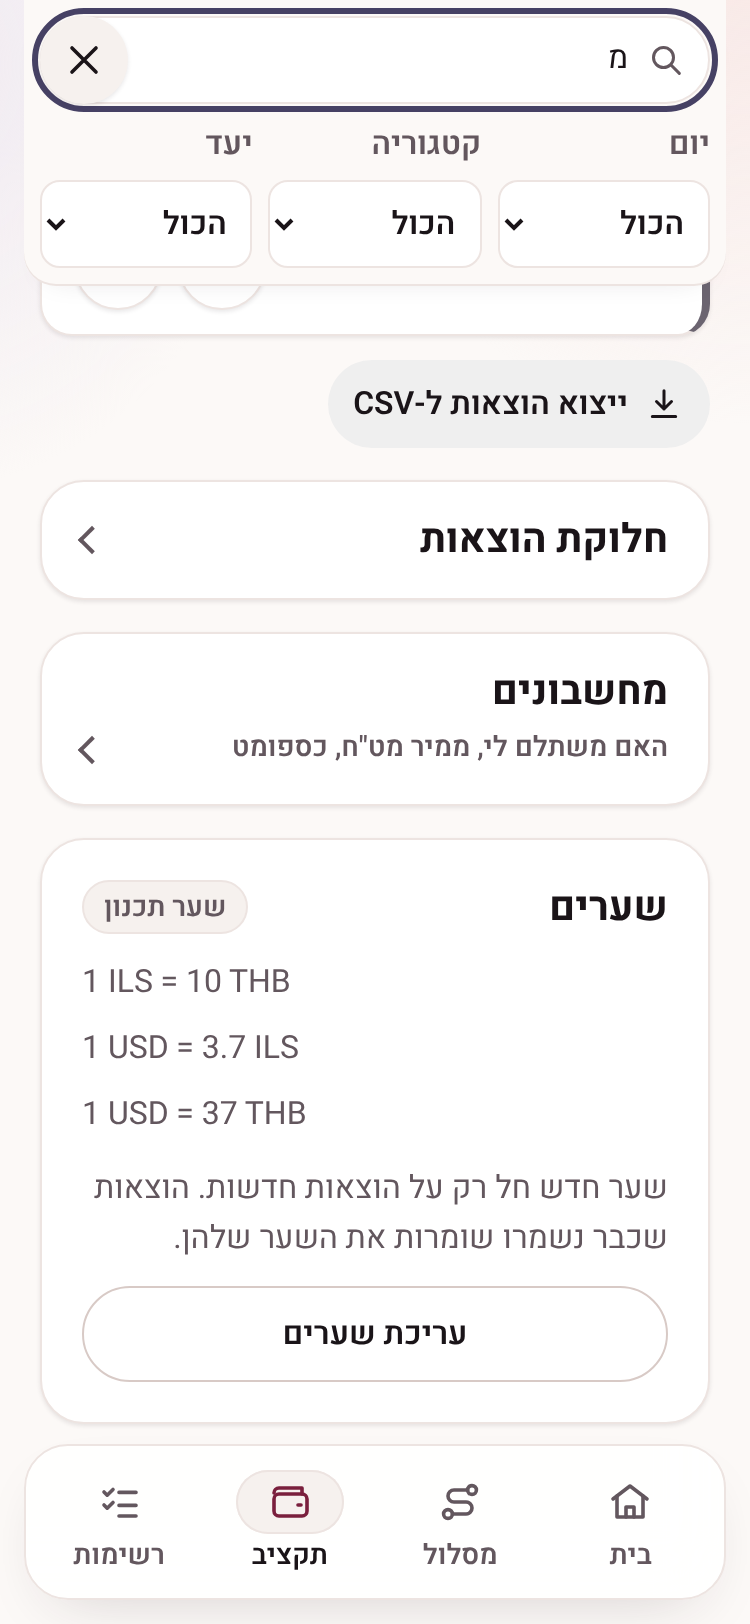 מ
יום
קטגוריה
יעד
הכול
הכול
הכול
ייצוא הוצאות ל-CSV
חלוקת הוצאות
מחשבונים
האם משתלם לי, ממיר מט"ח, כספומט
שערים
שער תכנון
1 ILS = 10 THB
1 USD = 3.7 ILS
1 USD = 37 THB
שער חדש חל רק על הוצאות חדשות. הוצאות
שכבר נשמרו שומרות את השער שלהן.
עריכת שערים
בית
מסלול
תקציב
רשימות